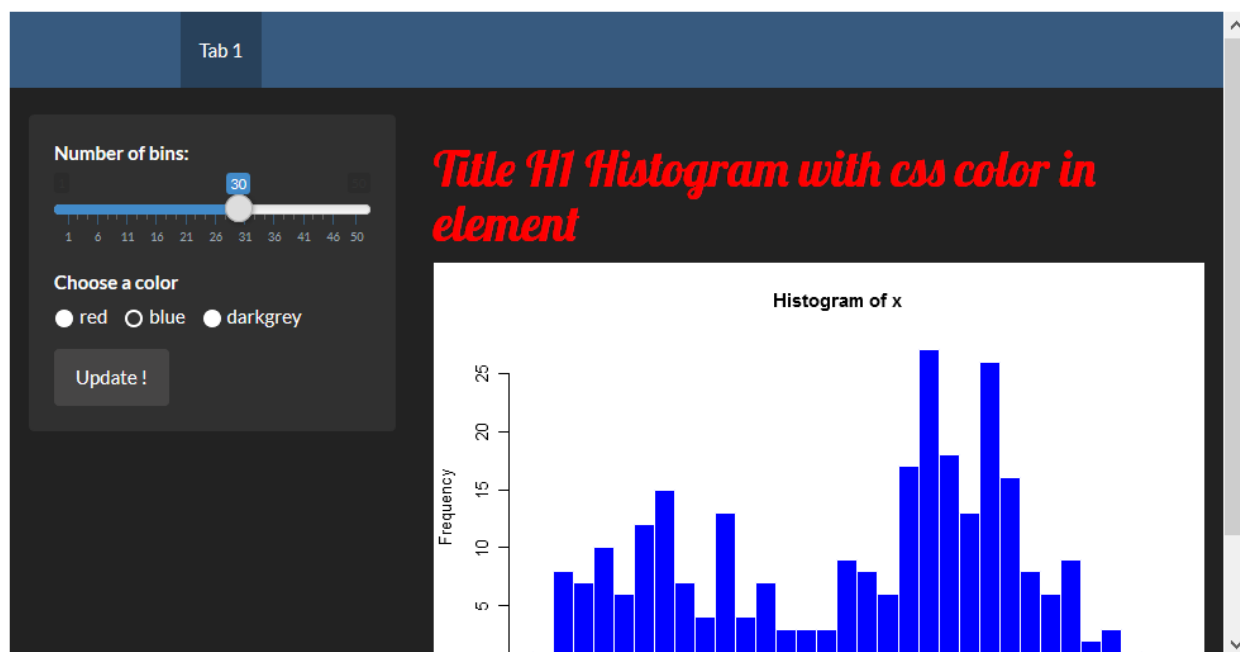 Tab 1
Number of bins:
30
1 6 11 16 21 26 31 36 41 46 50
Choose a color
red blue darkgrey
Update !
Title H1 Histogram with css color in
element
Histogram of x
Frequency
25
20
15
10
5